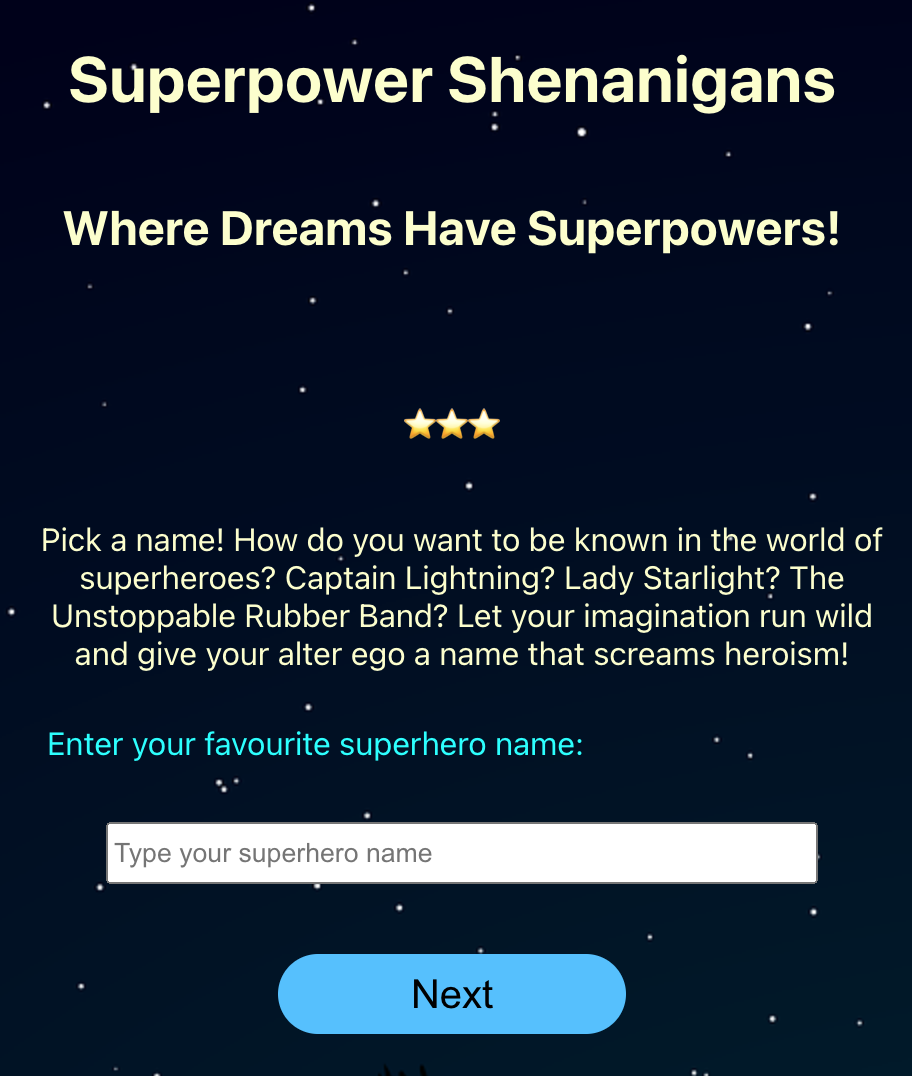 Superpower Shenanigans
Where Dreams Have Superpowers!
⭐⭐⭐
Pick a name! How do you want to be known in the world of
superheroes? Captain Lightning? Lady Starlight? The
Unstoppable Rubber Band? Let your imagination run wild
and give your alter ego a name that screams heroism!
Enter your favourite superhero name:
Type your superhero name
Next